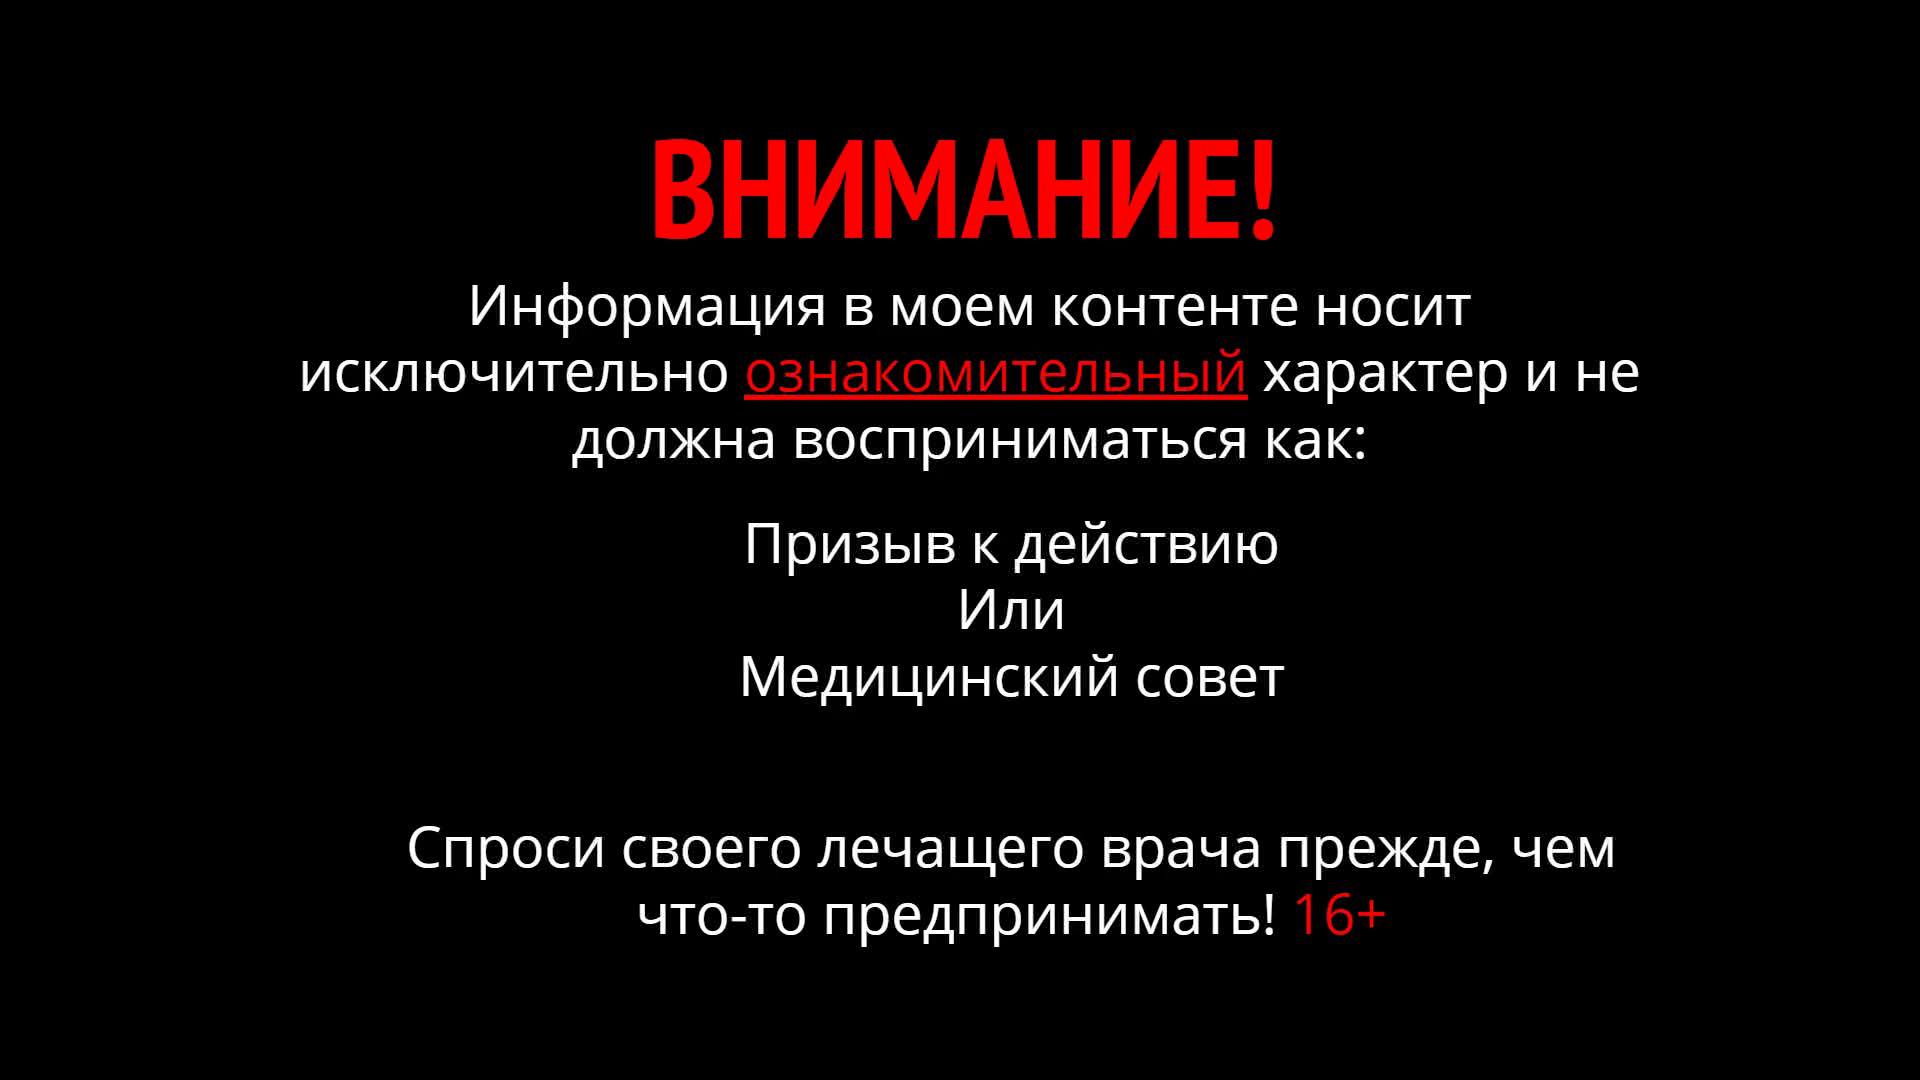 ВНИМАНИЕ!
Информация в моем контенте носит
исключительно ознакомительный характер и не
должна восприниматься как:
Призыв к действию
Или
Медицинский совет
Спроси своего лечащего врача прежде, чем
что-то предпринимать! 16+